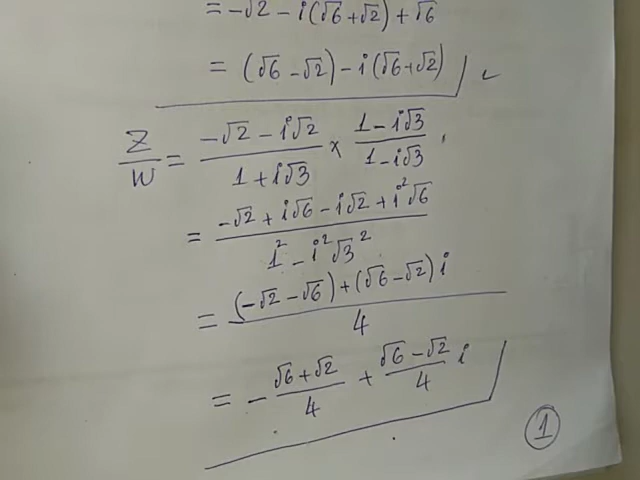 = -√2 - i(√6 + √2) + √6
= (√6 - √2) - i(√6 + √2)
Z/W = (-√2 - i√2)/(1 + i√3) × (1 - i√3)/(1 - i√3)
= (-√2 + i√6 - i√2 + i²√6)/(1² - i²√3²)
= ((-√2 - √6) + (√6 - √2)i)/4
= - (√6 + √2)/4 + (√6 - √2)/4 i
1